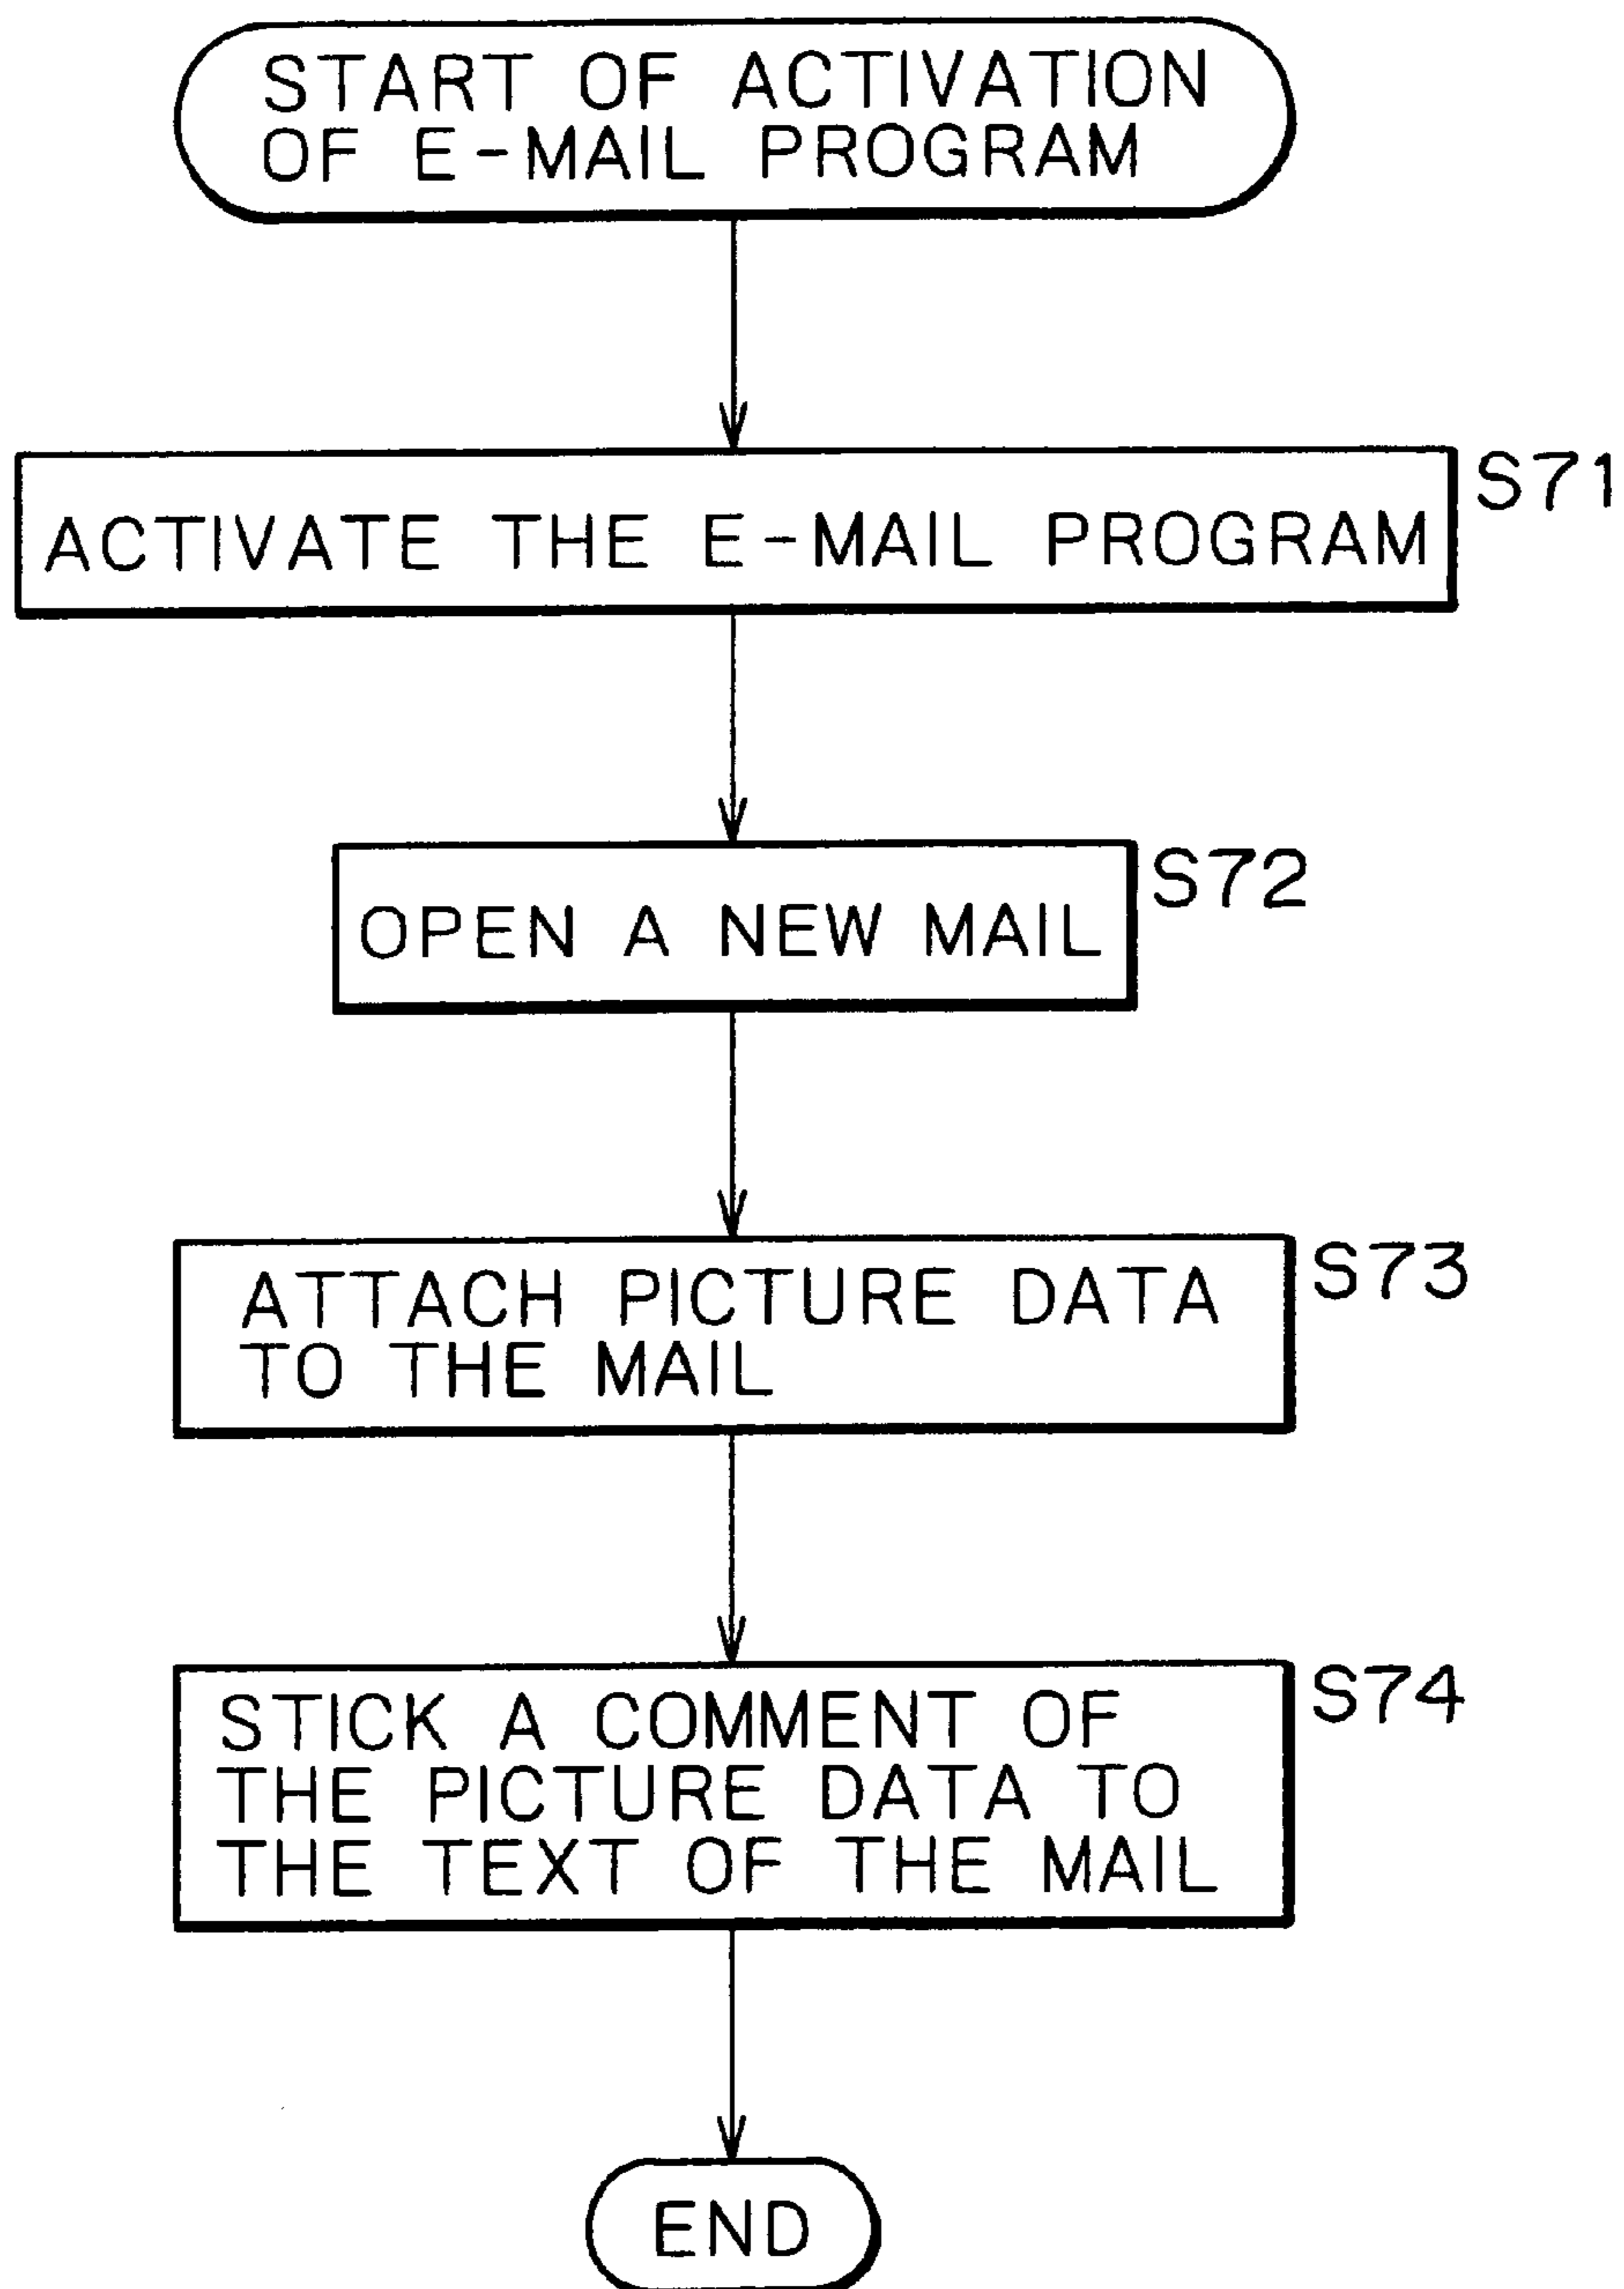 START OF ACTIVATION
OF E-MAIL PROGRAM
S71
ACTIVATE THE E-MAIL PROGRAM
S72
OPEN A NEW MAIL
S73
ATTACH PICTURE DATA
TO THE MAIL
S74
STICK A COMMENT OF
THE PICTURE DATA TO
THE TEXT OF THE MAIL
END